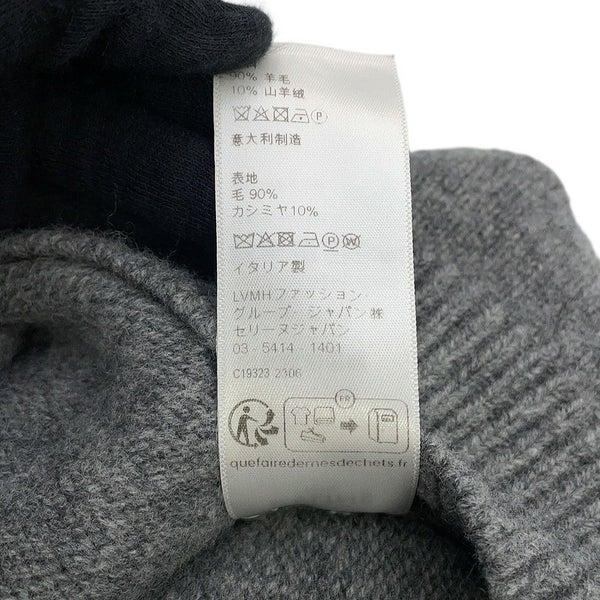 90% 羊毛
10% 山羊绒
P
意大利制造
表地
毛 90%
カシミヤ10%
P W
イタリア製
LVMHファッション・
グループ・ジャパン㈱
セリーヌジャパン
03 - 5414 - 1401
C19323 2306
FR
quefairedemesdechets.fr